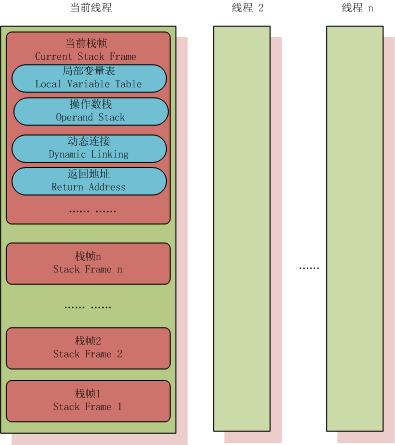 当前线程
线程 2
线程 n
当前栈帧
Current Stack Frame
局部变量表
Local Variable Table
操作数栈
Operand Stack
动态连接
Dynamic Linking
返回地址
Return Address
…… ……
栈帧n
Stack Frame n
…… ……
栈帧2
Stack Frame 2
栈帧1
Stack Frame 1
……